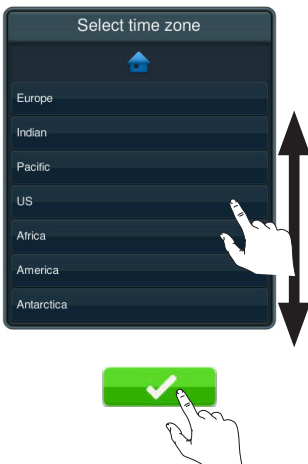 Select time zone
Europe
Indian
Pacific
US
Africa
America
Antarctica